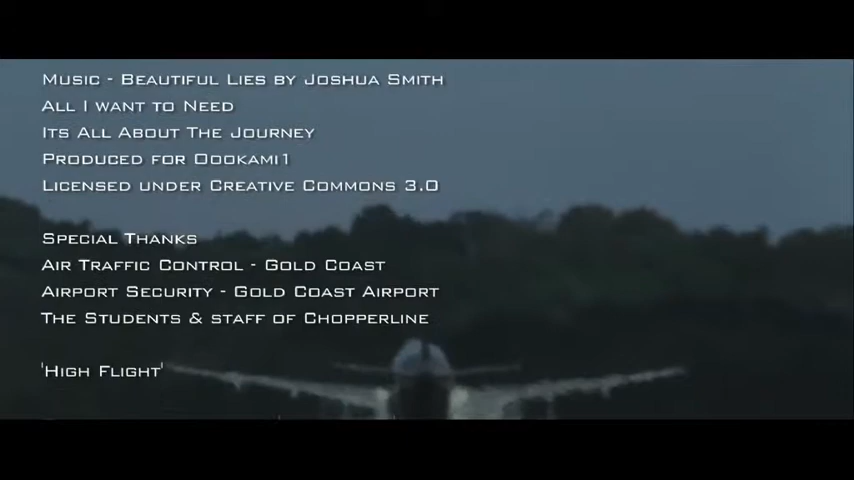 Music - Beautiful Lies by Joshua Smith
All I want to Need
Its All About The Journey
Produced for Oookami1
Licensed under Creative Commons 3.0
Special Thanks
Air Traffic Control - Gold Coast
Airport Security - Gold Coast Airport
The Students & staff of Chopperline
'High Flight'